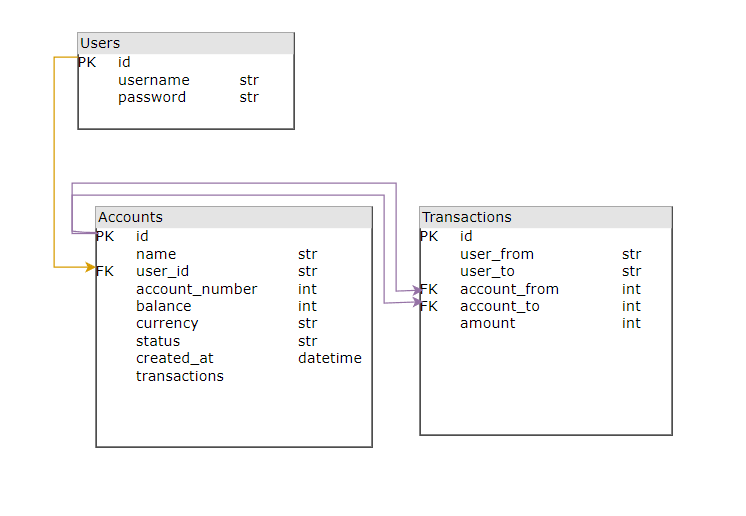 Users
PK id
username str
password str
Accounts
PK id
name str
FK user_id str
account_number int
balance int
currency str
status str
created_at datetime
transactions
Transactions
PK id
user_from str
user_to str
FK account_from int
FK account_to int
amount int